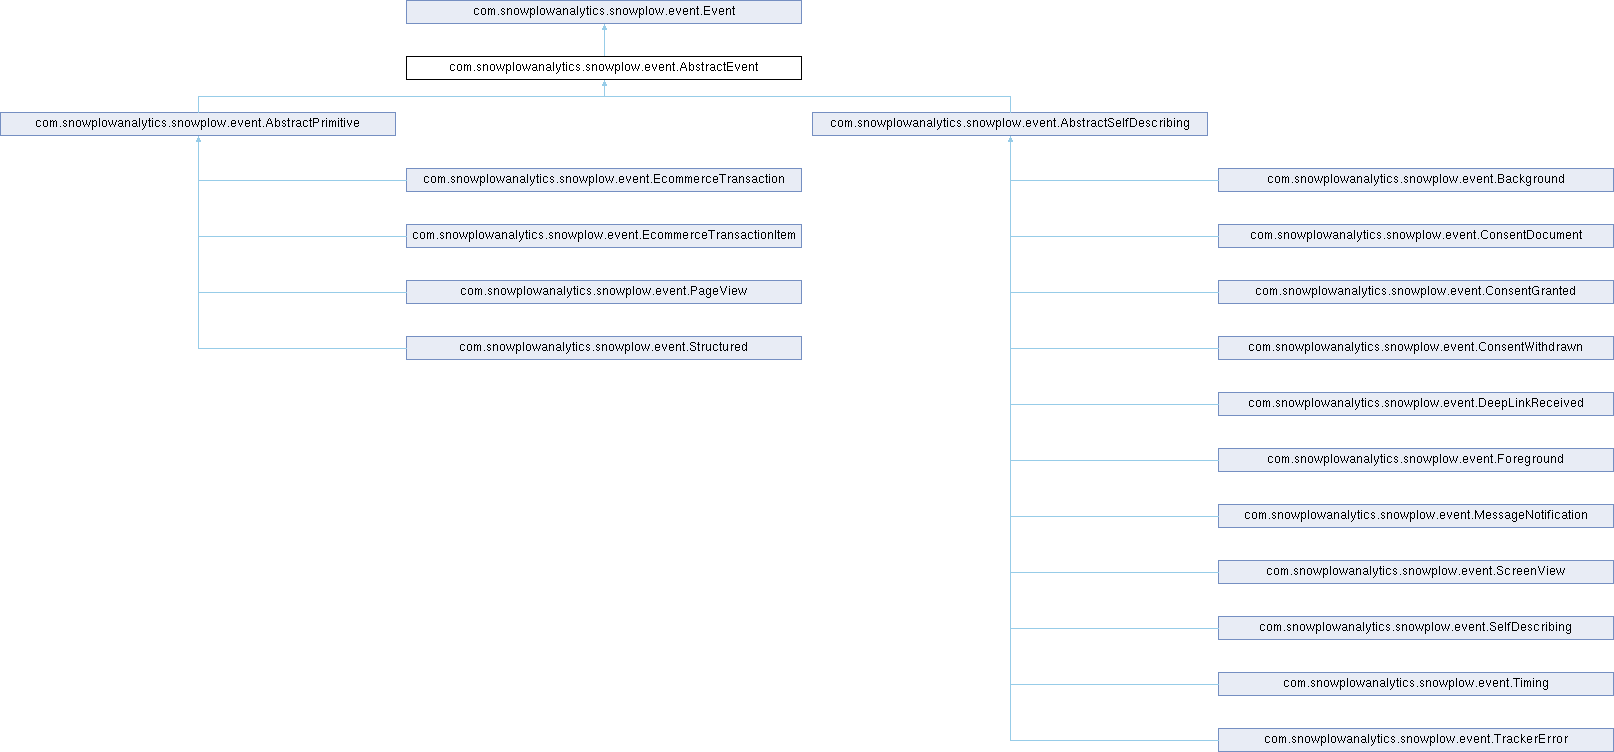 com.snowplowanalytics.snowplow.event.Event
com.snowplowanalytics.snowplow.event.AbstractEvent
com.snowplowanalytics.snowplow.event.AbstractPrimitive
com.snowplowanalytics.snowplow.event.AbstractSelfDescribing
com.snowplowanalytics.snowplow.event.EcommerceTransaction
com.snowplowanalytics.snowplow.event.Background
com.snowplowanalytics.snowplow.event.EcommerceTransactionItem
com.snowplowanalytics.snowplow.event.ConsentDocument
com.snowplowanalytics.snowplow.event.PageView
com.snowplowanalytics.snowplow.event.ConsentGranted
com.snowplowanalytics.snowplow.event.Structured
com.snowplowanalytics.snowplow.event.ConsentWithdrawn
com.snowplowanalytics.snowplow.event.DeepLinkReceived
com.snowplowanalytics.snowplow.event.Foreground
com.snowplowanalytics.snowplow.event.MessageNotification
com.snowplowanalytics.snowplow.event.ScreenView
com.snowplowanalytics.snowplow.event.SelfDescribing
com.snowplowanalytics.snowplow.event.Timing
com.snowplowanalytics.snowplow.event.TrackerError